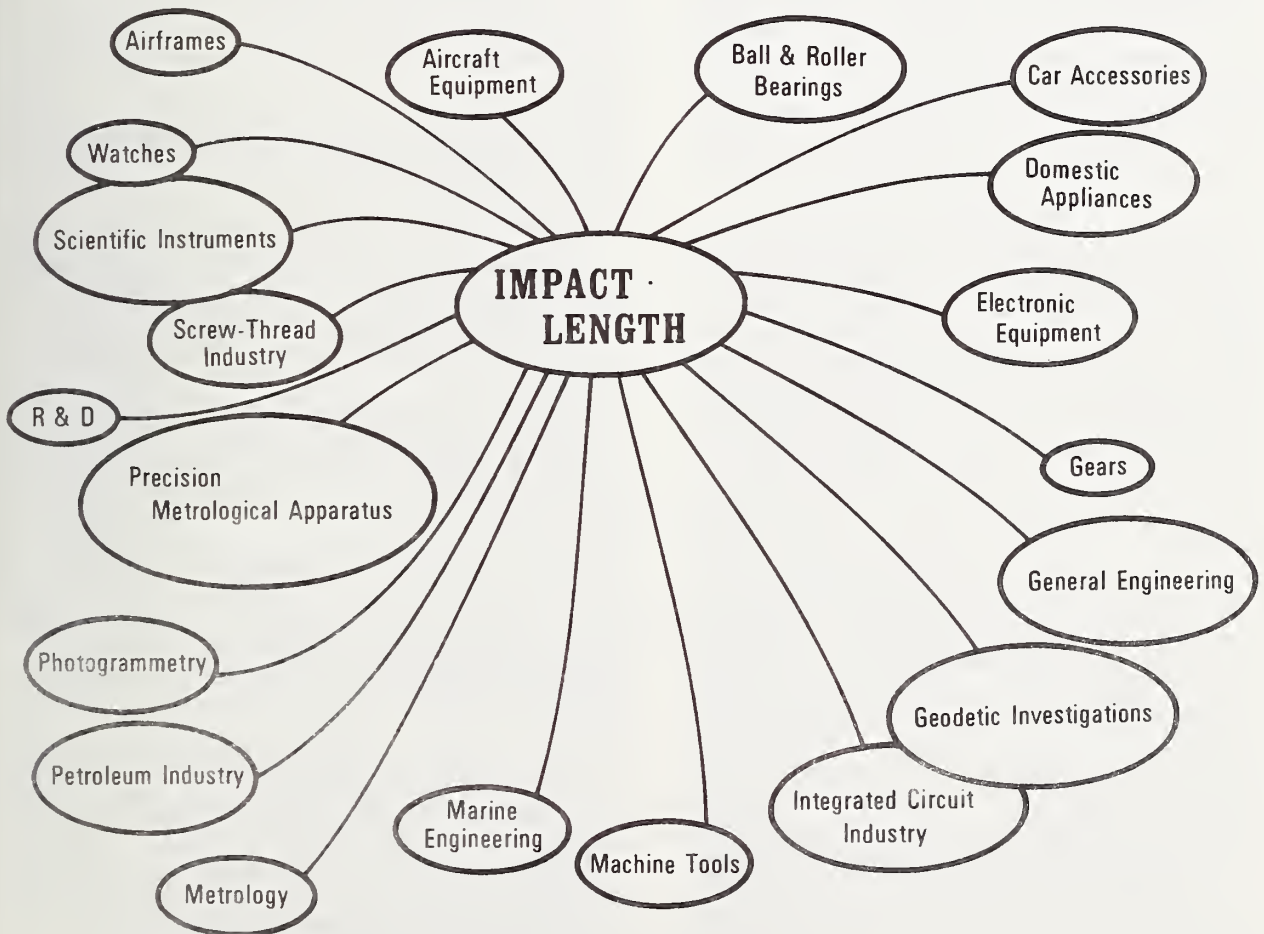 Airframes
Aircraft
Equipment
Ball & Roller
Bearings
Car Accessories
Watches
Domestic
Appliances
Scientific Instruments
IMPACT
LENGTH
Electronic
Equipment
Screw-Thread
Industry
R & D
Gears
Precision
Metrological Apparatus
General Engineering
Photogrammetry
Geodetic Investigations
Petroleum Industry
Integrated Circuit
Industry
Marine
Engineering
Machine Tools
Metrology